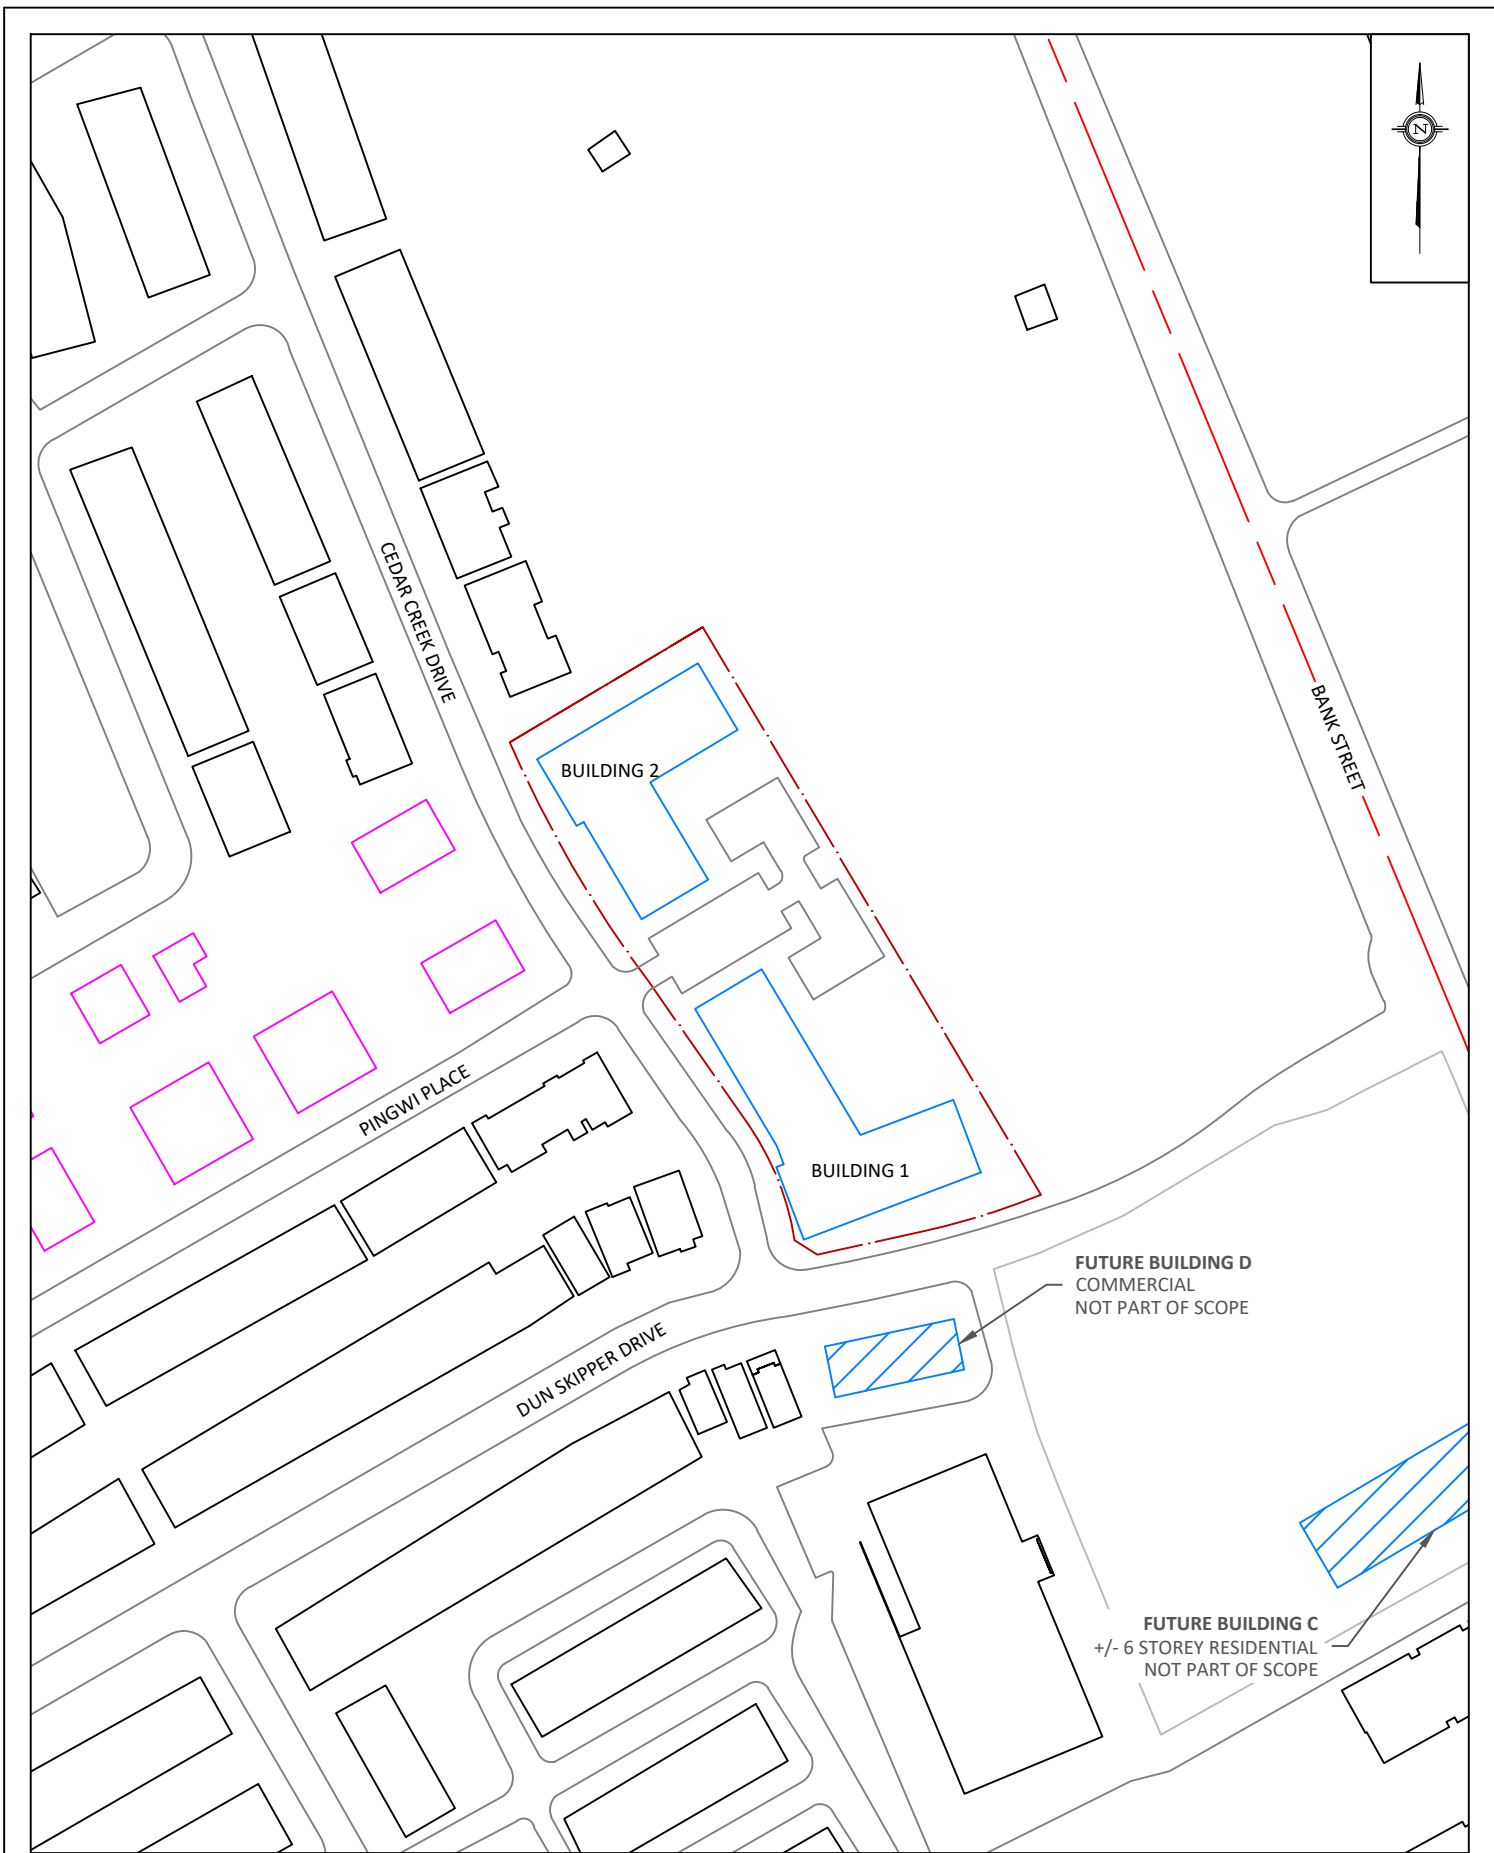 N
CEDAR CREEK DRIVE
BANK STREET
BUILDING 2
PINGWI PLACE
BUILDING 1
FUTURE BUILDING D
COMMERCIAL
NOT PART OF SCOPE
DUN SKIPPER DRIVE
FUTURE BUILDING C
+/- 6 STOREY RESIDENTIAL
NOT PART OF SCOPE